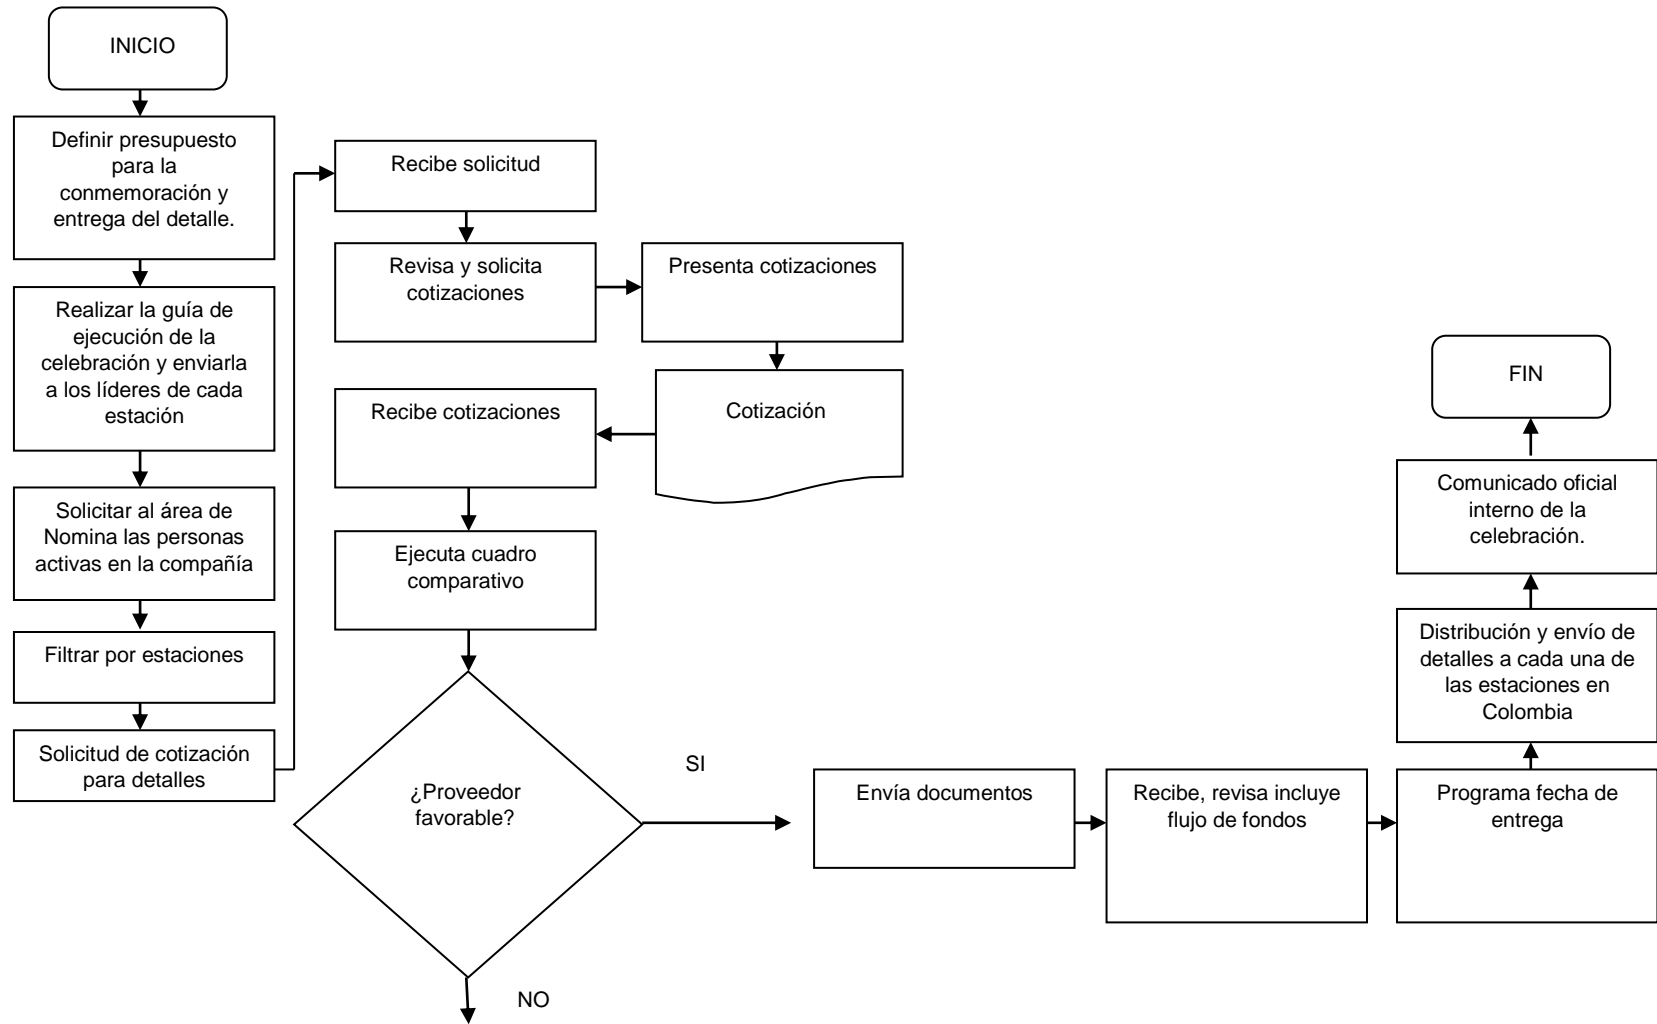 INICIO
Definir presupuesto
para la
conmemoración y
entrega del detalle.
Realizar la guía de
ejecución de la
celebración y enviarla
a los líderes de cada
estación
Solicitar al área de
Nomina las personas
activas en la compañía
Filtrar por estaciones
Solicitud de cotización
para detalles
Recibe solicitud
Revisa y solicita
cotizaciones
Presenta cotizaciones
Cotización
Recibe cotizaciones
Ejecuta cuadro
comparativo
¿Proveedor
favorable?
SI
NO
Envía documentos
Recibe, revisa incluye
flujo de fondos
Programa fecha de
entrega
Distribución y envío de
detalles a cada una de
las estaciones en
Colombia
Comunicado oficial
interno de la
celebración.
FIN